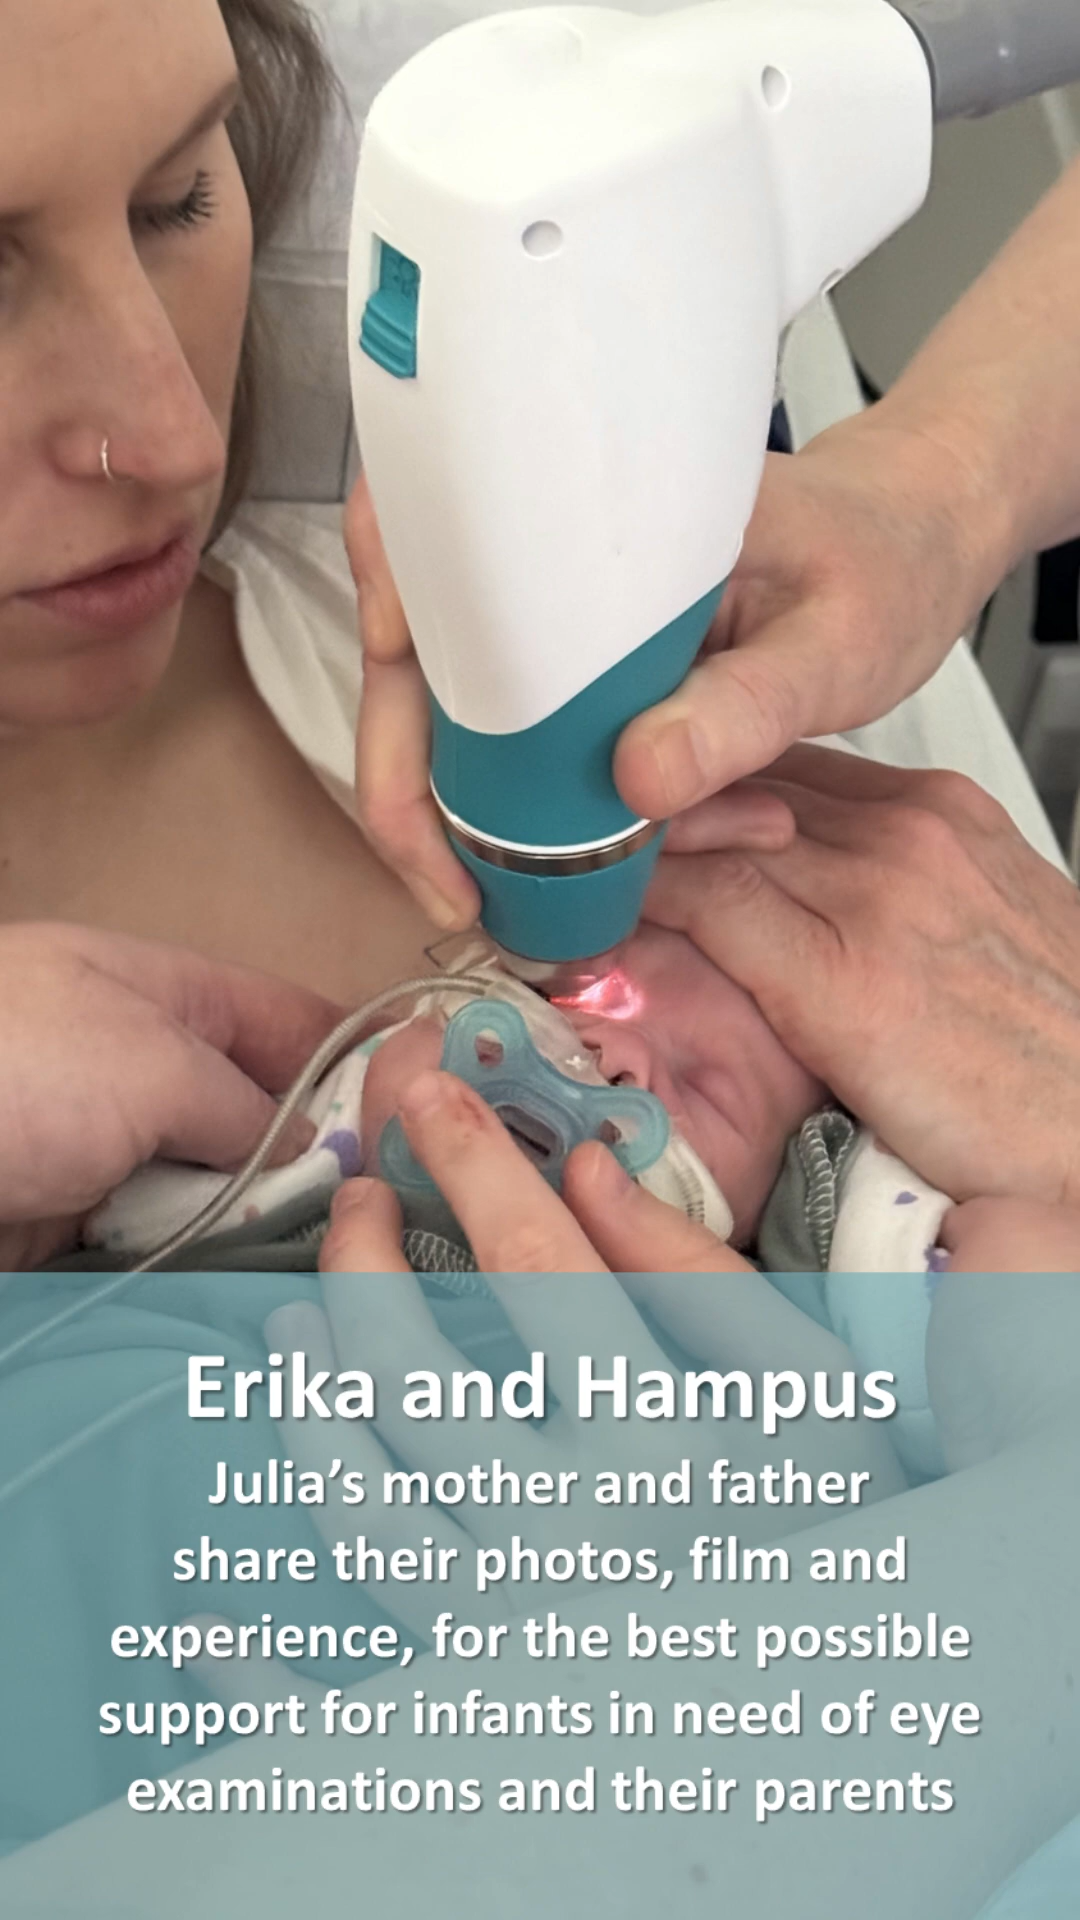 Erika and Hampus
Julia’s mother and father
share their photos, film and
experience, for the best possible
support for infants in need of eye
examinations and their parents